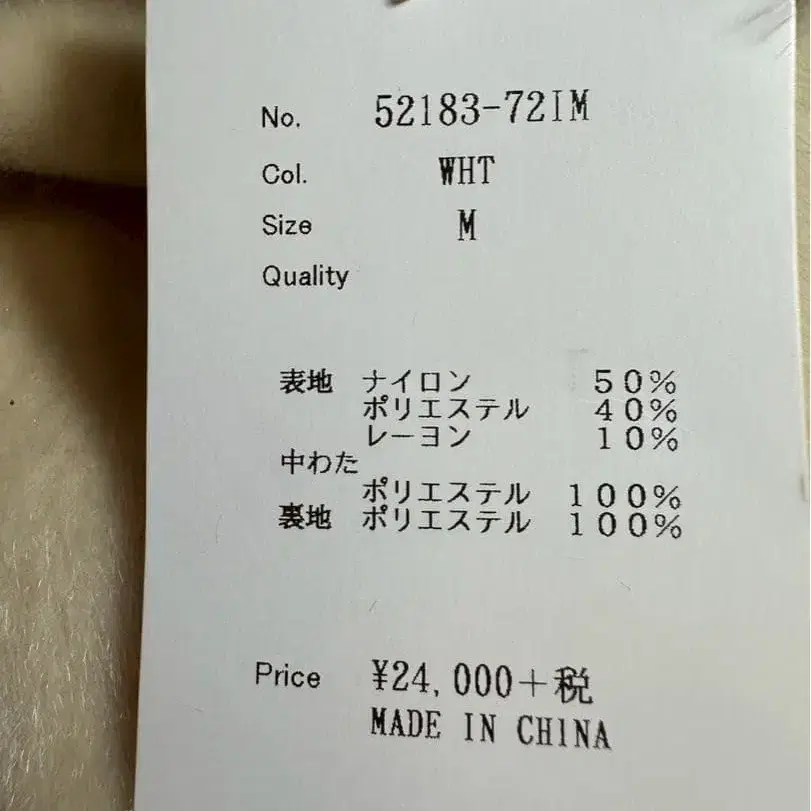 No. 52183-72IM
Col. WHT
Size M
Quality
表地 ナイロン 50%
ポリエステル 40%
レーヨン 10%
中わた
ポリエステル 100%
裏地 ポリエステル 100%
Price ¥24,000+税
MADE IN CHINA